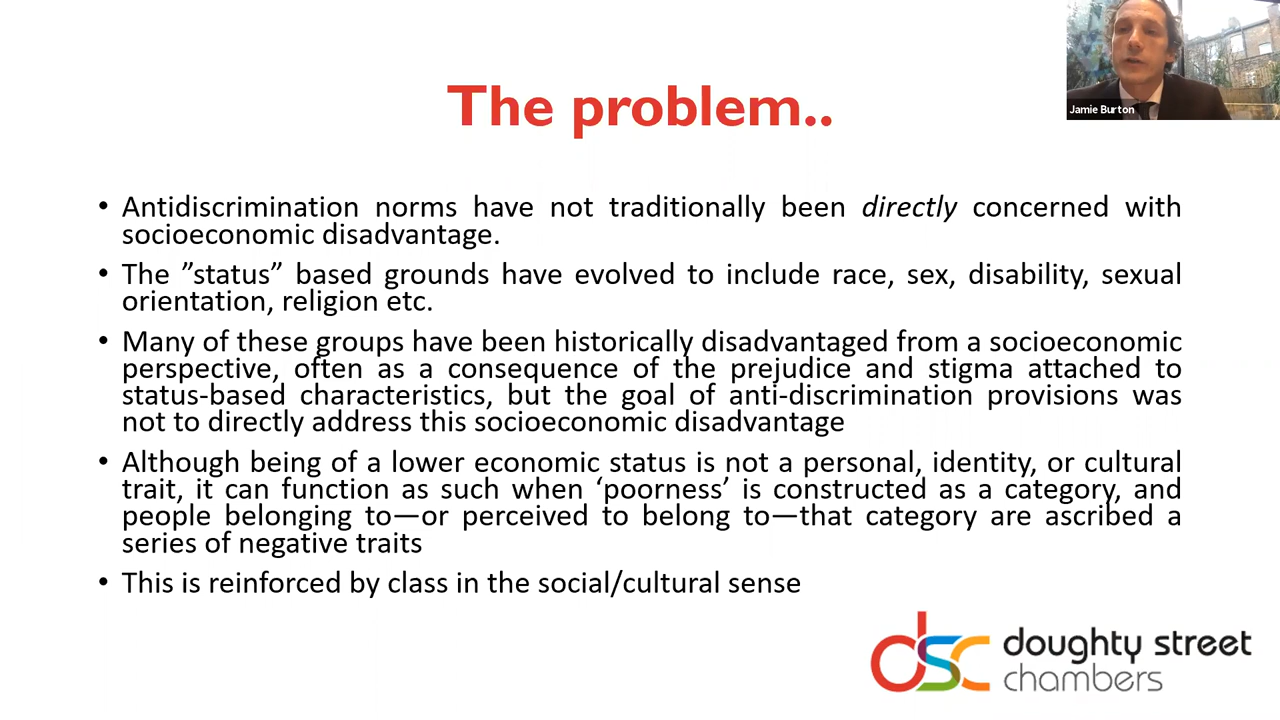 The problem..
Jamie Burton
• Antidiscrimination norms have not traditionally been directly concerned with
socioeconomic disadvantage.
• The ”status” based grounds have evolved to include race, sex, disability, sexual
orientation, religion etc.
• Many of these groups have been historically disadvantaged from a socioeconomic
perspective, often as a consequence of the prejudice and stigma attached to
status-based characteristics, but the goal of anti-discrimination provisions was
not to directly address this socioeconomic disadvantage
• Although being of a lower economic status is not a personal, identity, or cultural
trait, it can function as such when ‘poorness’ is constructed as a category, and
people belonging to—or perceived to belong to—that category are ascribed a
series of negative traits
• This is reinforced by class in the social/cultural sense
dsc doughty street
chambers